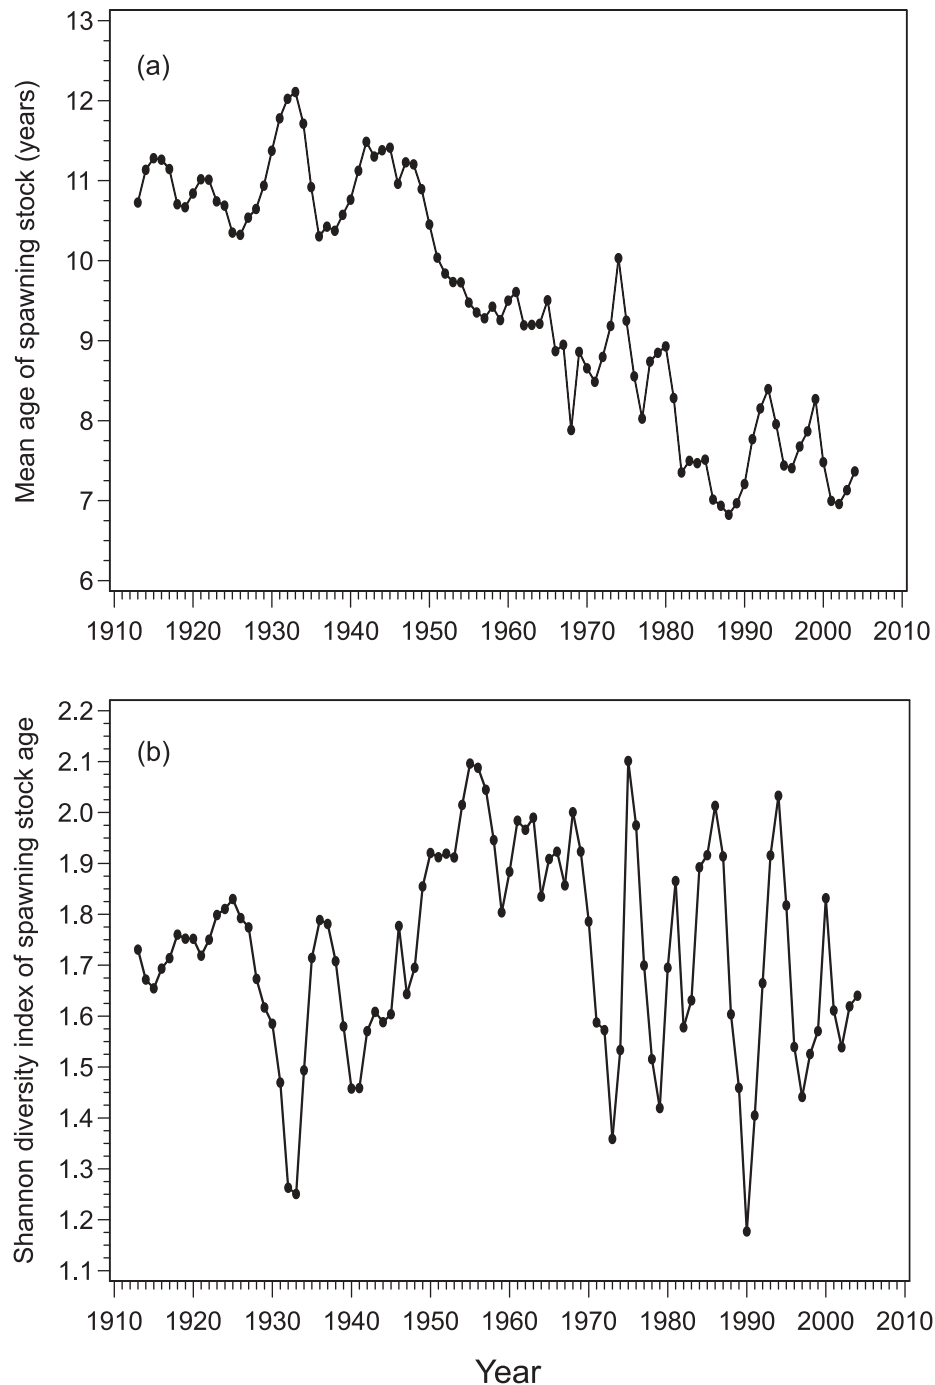 (a)
Mean age of spawning stock (years)
13
12
11
10
9
8
7
6
1910 1920 1930 1940 1950 1960 1970 1980 1990 2000 2010
(b)
Shannon diversity index of spawning stock age
2.2
2.1
2.0
1.9
1.8
1.7
1.6
1.5
1.4
1.3
1.2
1.1
1910 1920 1930 1940 1950 1960 1970 1980 1990 2000 2010
Year